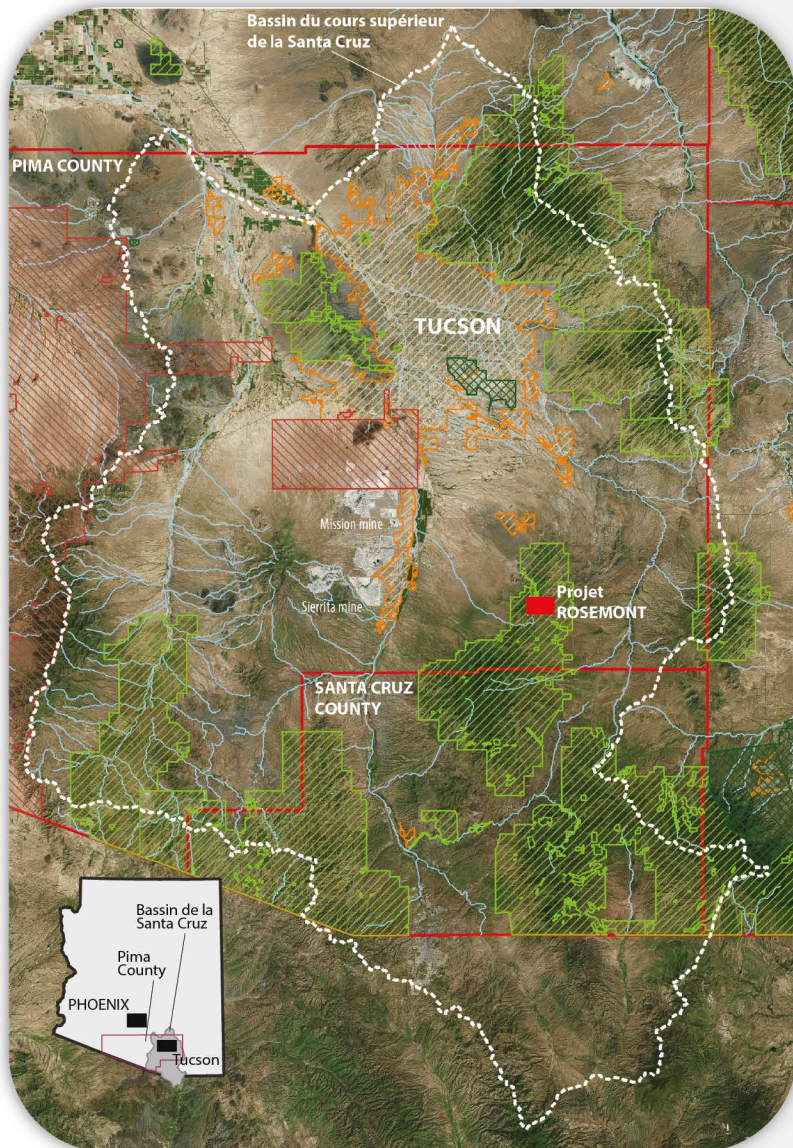 Bassin du cours supérieur
de la Santa Cruz
PIMA COUNTY
TUCSON
Mission mine
Sierrita mine
Projet
ROSEMONT
SANTA CRUZ
COUNTY
Bassin de la
Santa Cruz
Pima
County
PHOENIX
Tucson